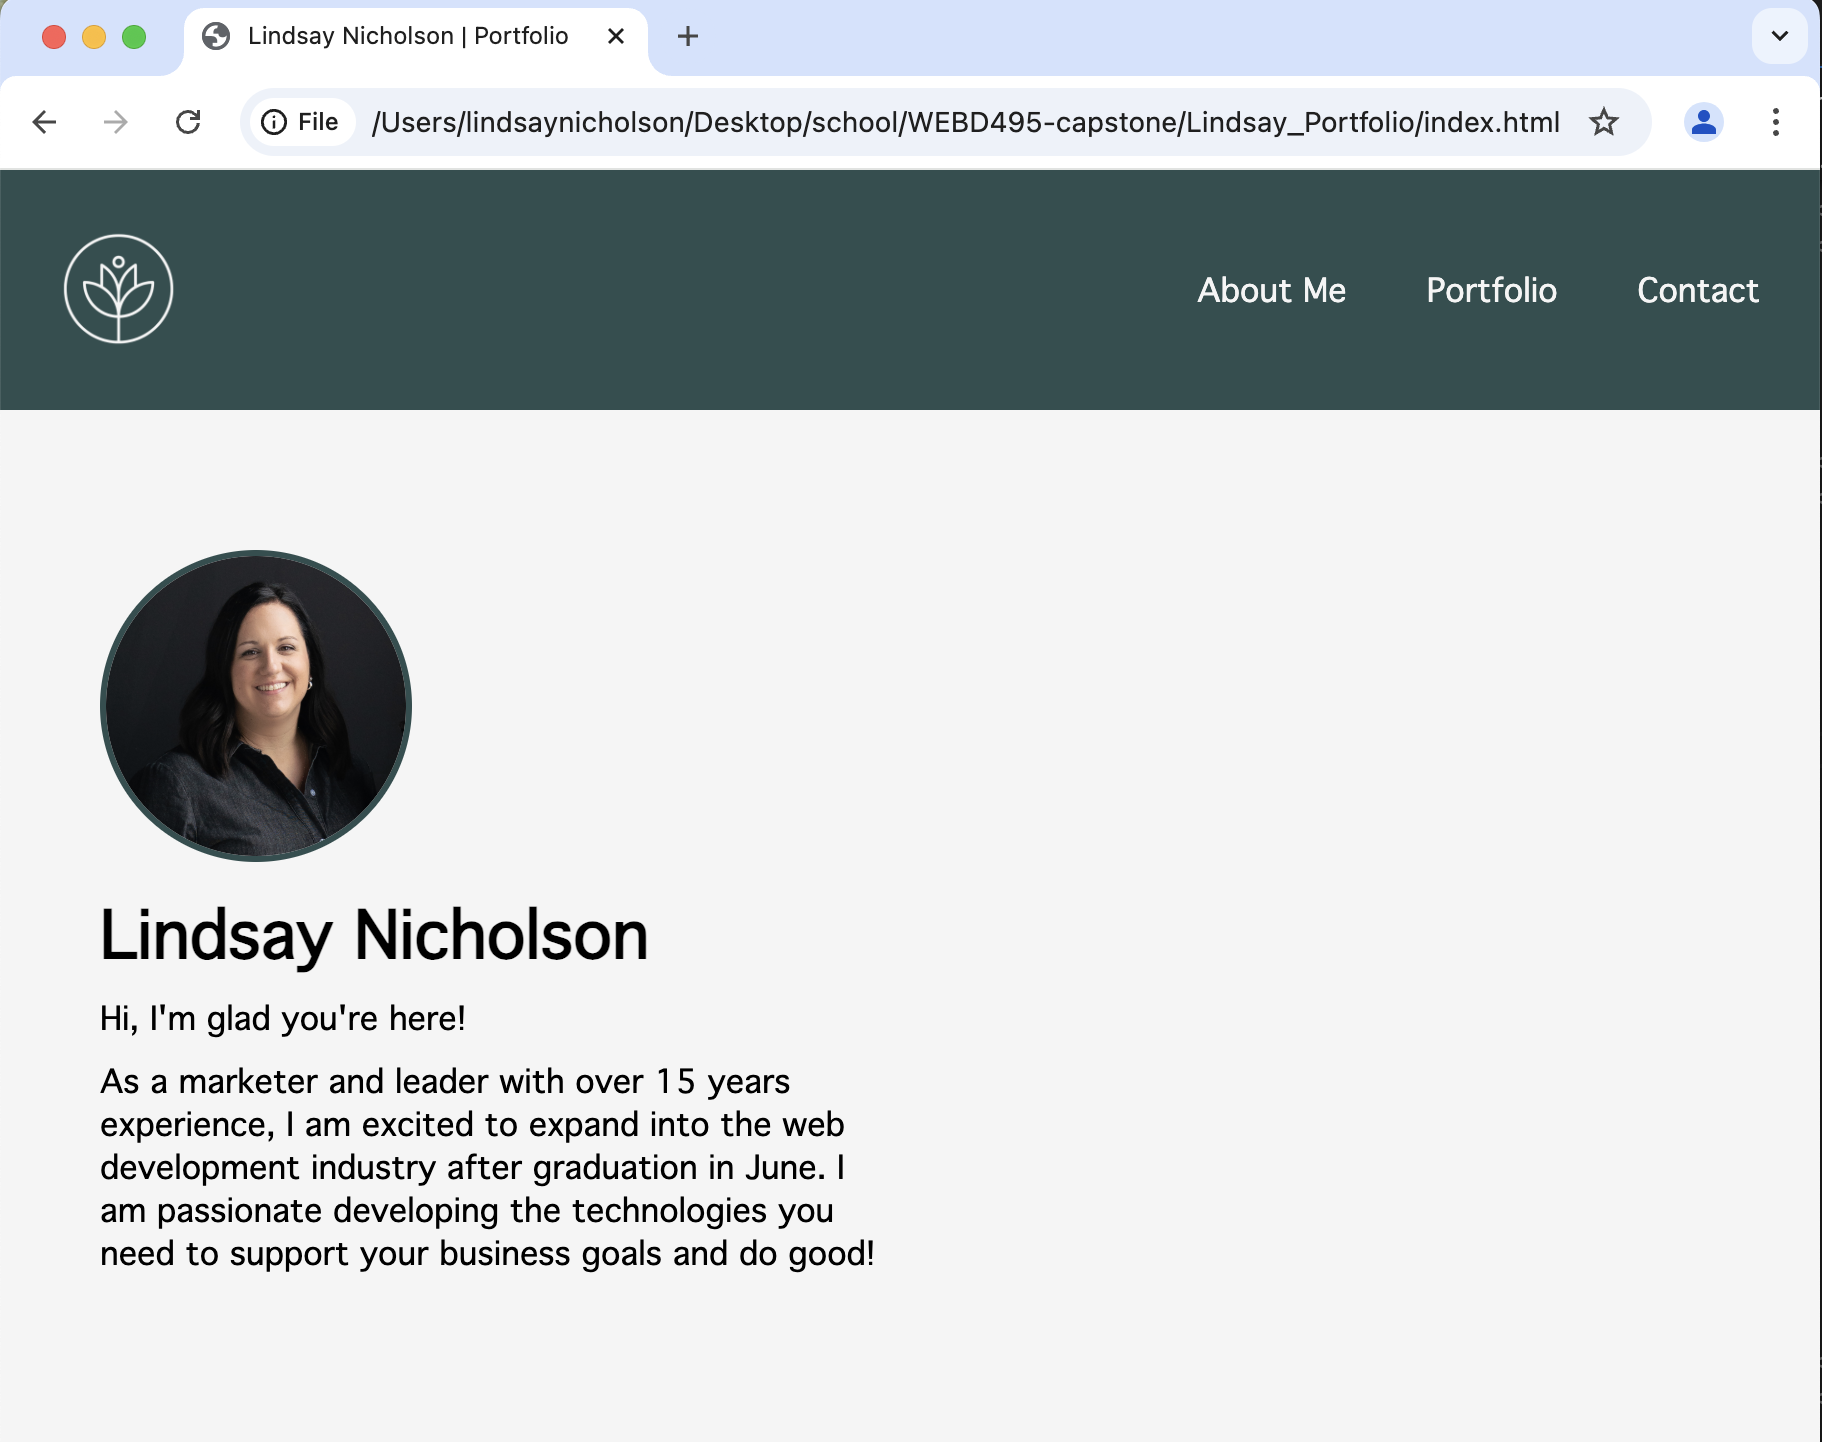 Lindsay Nicholson | Portfolio
File /Users/lindsaynicholson/Desktop/school/WEBD495-capstone/Lindsay_Portfolio/index.html
About Me Portfolio Contact
Lindsay Nicholson
Hi, I'm glad you're here!
As a marketer and leader with over 15 years
experience, I am excited to expand into the web
development industry after graduation in June. I
am passionate developing the technologies you
need to support your business goals and do good!